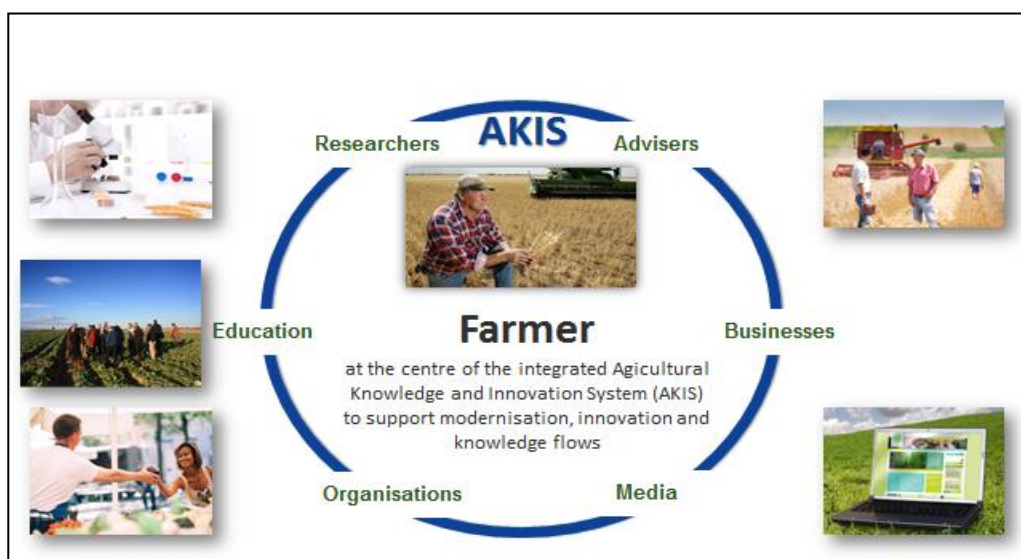 AKIS
Researchers
Advisers
Farmer
Education
Businesses
at the centre of the integrated Agicultural
Knowledge and Innovation System (AKIS)
to support modernisation, innovation and
knowledge flows
Organisations
Media